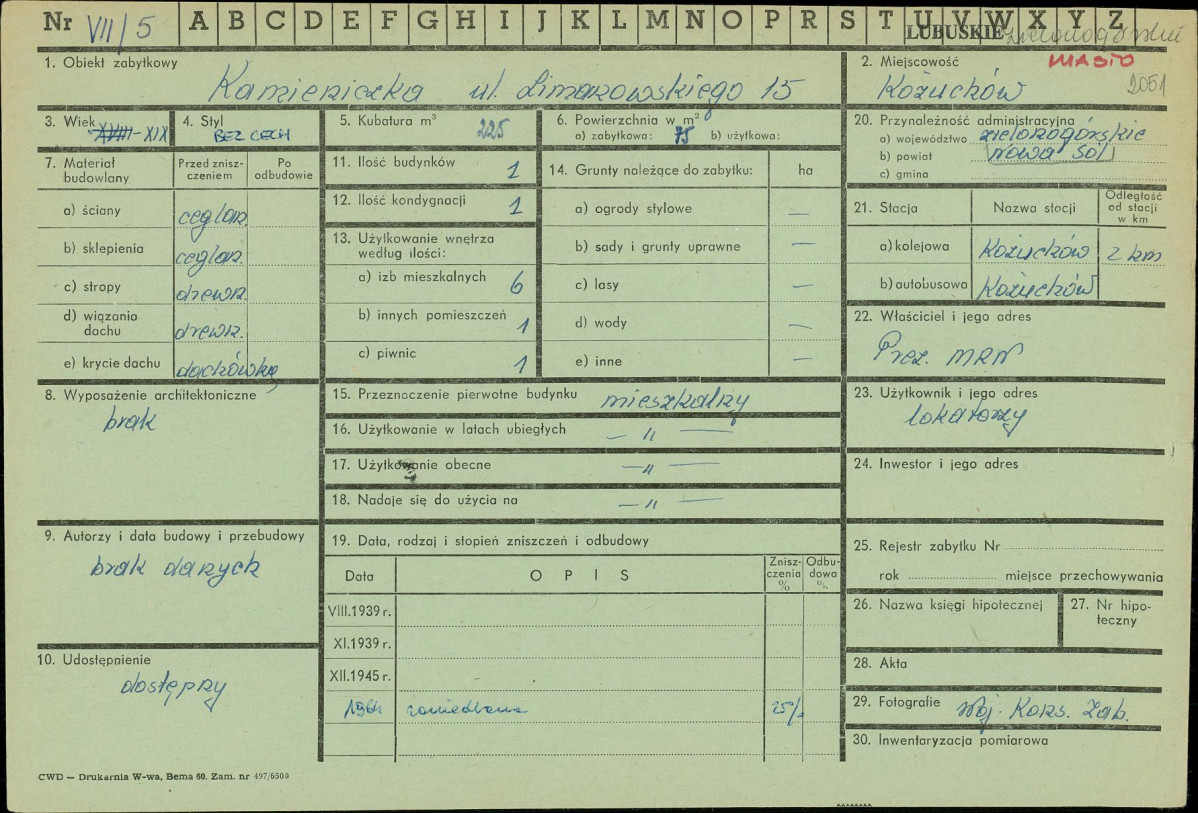 Nr VII/5 A B C D E F G H I J K L M N O P R S T U V W X Y Z
LUBUSKIE zielonogórskie
1. Obiekt zabytkowy
Kamieniczka ul. Limanowskiego 15
2. Miejscowość MIASTO
Kożuchów 2051
3. Wiek XVIII-XIX
4. Styl BEZ CECH
5. Kubatura m³ 225
6. Powierzchnia w m²
a) zabytkowa: 75 b) użytkowa:
7. Materiał budowlany
Przed zniszczeniem
Po odbudowie
a) ściany ceglan.
b) sklepienia ceglan.
c) stropy drewn.
d) wiązania dachu drewn.
e) krycie dachu dachówką
8. Wyposażenie architektoniczne
brak
9. Autorzy i data budowy i przebudowy
brak danych
10. Udostępnienie
dostępny
11. Ilość budynków 1
12. Ilość kondygnacji 1
13. Użytkowanie wnętrza
według ilości:
a) izb mieszkalnych 6
b) innych pomieszczeń 1
c) piwnic 1
14. Grunty należące do zabytku: ha
a) ogrody stylowe —
b) sady i grunty uprawne —
c) lasy —
d) wody —
e) inne —
15. Przeznaczenie pierwotne budynku mieszkalny
16. Użytkowanie w latach ubiegłych — " —
17. Użytkowanie obecne — " —
18. Nadaje się do użycia na — " —
19. Data, rodzaj i stopień zniszczeń i odbudowy
Data O P I S Zniszczenia % Odbudowa %
VIII.1939 r.
XI.1939 r.
XII.1945 r.
1964 zaniedbana 25%
20. Przynależność administracyjna
a) województwo zielonogórskie
b) powiat Nowa Sól
c) gmina
21. Stacja Nazwa stacji Odległość od stacji w km
a) kolejowa Kożuchów 2 km
b) autobusowa Kożuchów
22. Właściciel i jego adres
Prez. MRN
23. Użytkownik i jego adres
lokatorzy
24. Inwestor i jego adres
25. Rejestr zabytku Nr
rok miejsce przechowywania
26. Nazwa księgi hipotecznej
27. Nr hipoteczny
28. Akta
29. Fotografie Woj. Kons. Zab.
30. Inwentaryzacja pomiarowa
CWD — Drukarnia W-wa, Bema 60. Zam. nr 497/6500